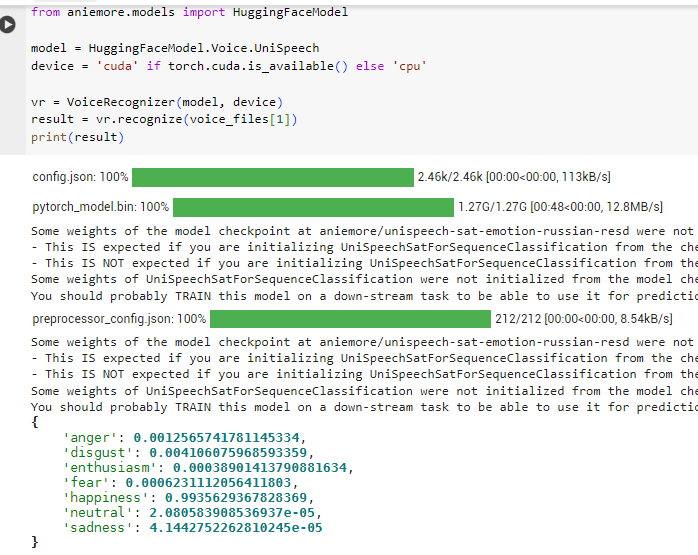 from aniemore.models import HuggingFaceModel
model = HuggingFaceModel.Voice.UniSpeech
device = 'cuda' if torch.cuda.is_available() else 'cpu'
vr = VoiceRecognizer(model, device)
result = vr.recognize(voice_files[1])
print(result)
config.json: 100% 2.46k/2.46k [00:00<00:00, 113kB/s]
pytorch_model.bin: 100% 1.27G/1.27G [00:48<00:00, 12.8MB/s]
Some weights of the model checkpoint at aniemore/unispeech-sat-emotion-russian-resd were not
- This IS expected if you are initializing UniSpeechSatForSequenceClassification from the che
- This IS NOT expected if you are initializing UniSpeechSatForSequenceClassification from the
Some weights of UniSpeechSatForSequenceClassification were not initialized from the model che
You should probably TRAIN this model on a down-stream task to be able to use it for predictio
preprocessor_config.json: 100% 212/212 [00:00<00:00, 8.54kB/s]
Some weights of the model checkpoint at aniemore/unispeech-sat-emotion-russian-resd were not
- This IS expected if you are initializing UniSpeechSatForSequenceClassification from the che
- This IS NOT expected if you are initializing UniSpeechSatForSequenceClassification from the
Some weights of UniSpeechSatForSequenceClassification were not initialized from the model che
You should probably TRAIN this model on a down-stream task to be able to use it for predictio
{
'anger': 0.0012565741781145334,
'disgust': 0.004106075968593359,
'enthusiasm': 0.00038901413790881634,
'fear': 0.0006231112056411803,
'happiness': 0.9935629367828369,
'neutral': 2.080583908536937e-05,
'sadness': 4.1442752262810245e-05
}